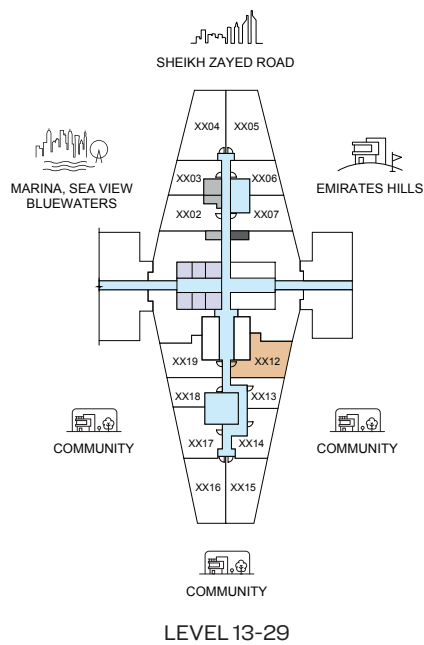 SHEIKH ZAYED ROAD
XX04 XX05
MARINA, SEA VIEW
BLUEWATERS
EMIRATES HILLS
XX03 XX06
XX02 XX07
XX19 XX12
XX18 XX13
COMMUNITY
COMMUNITY
XX17 XX14
XX16 XX15
COMMUNITY
LEVEL 13-29